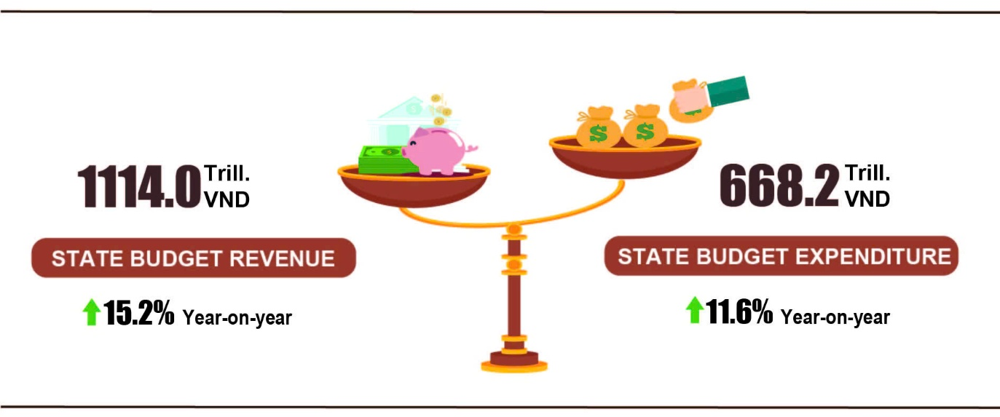 1114.0 Trill.
VND
STATE BUDGET REVENUE
15.2% Year-on-year
$ $
668.2 Trill.
VND
STATE BUDGET EXPENDITURE
11.6% Year-on-year